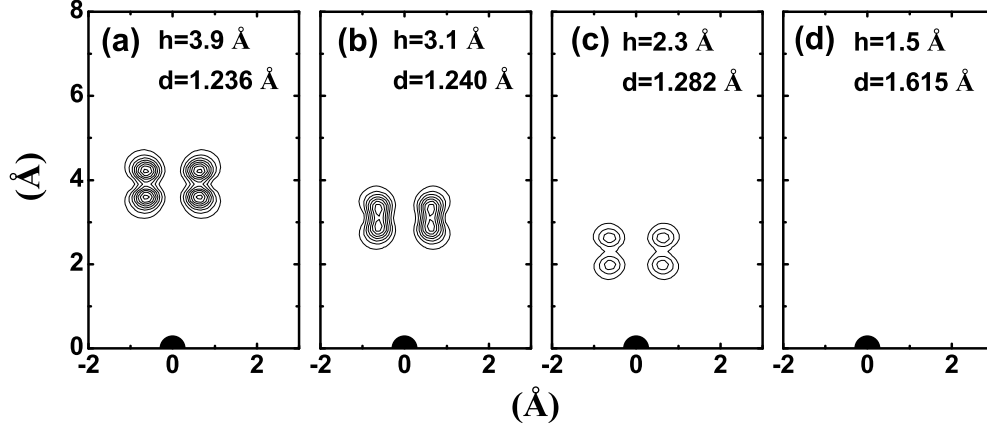 (a) h=3.9 Å
d=1.236 Å
(b) h=3.1 Å
d=1.240 Å
(c) h=2.3 Å
d=1.282 Å
(d) h=1.5 Å
d=1.615 Å
8
6
4
2
0
(Å)
-2 0 2
-2 0 2
-2 0 2
-2 0 2
(Å)